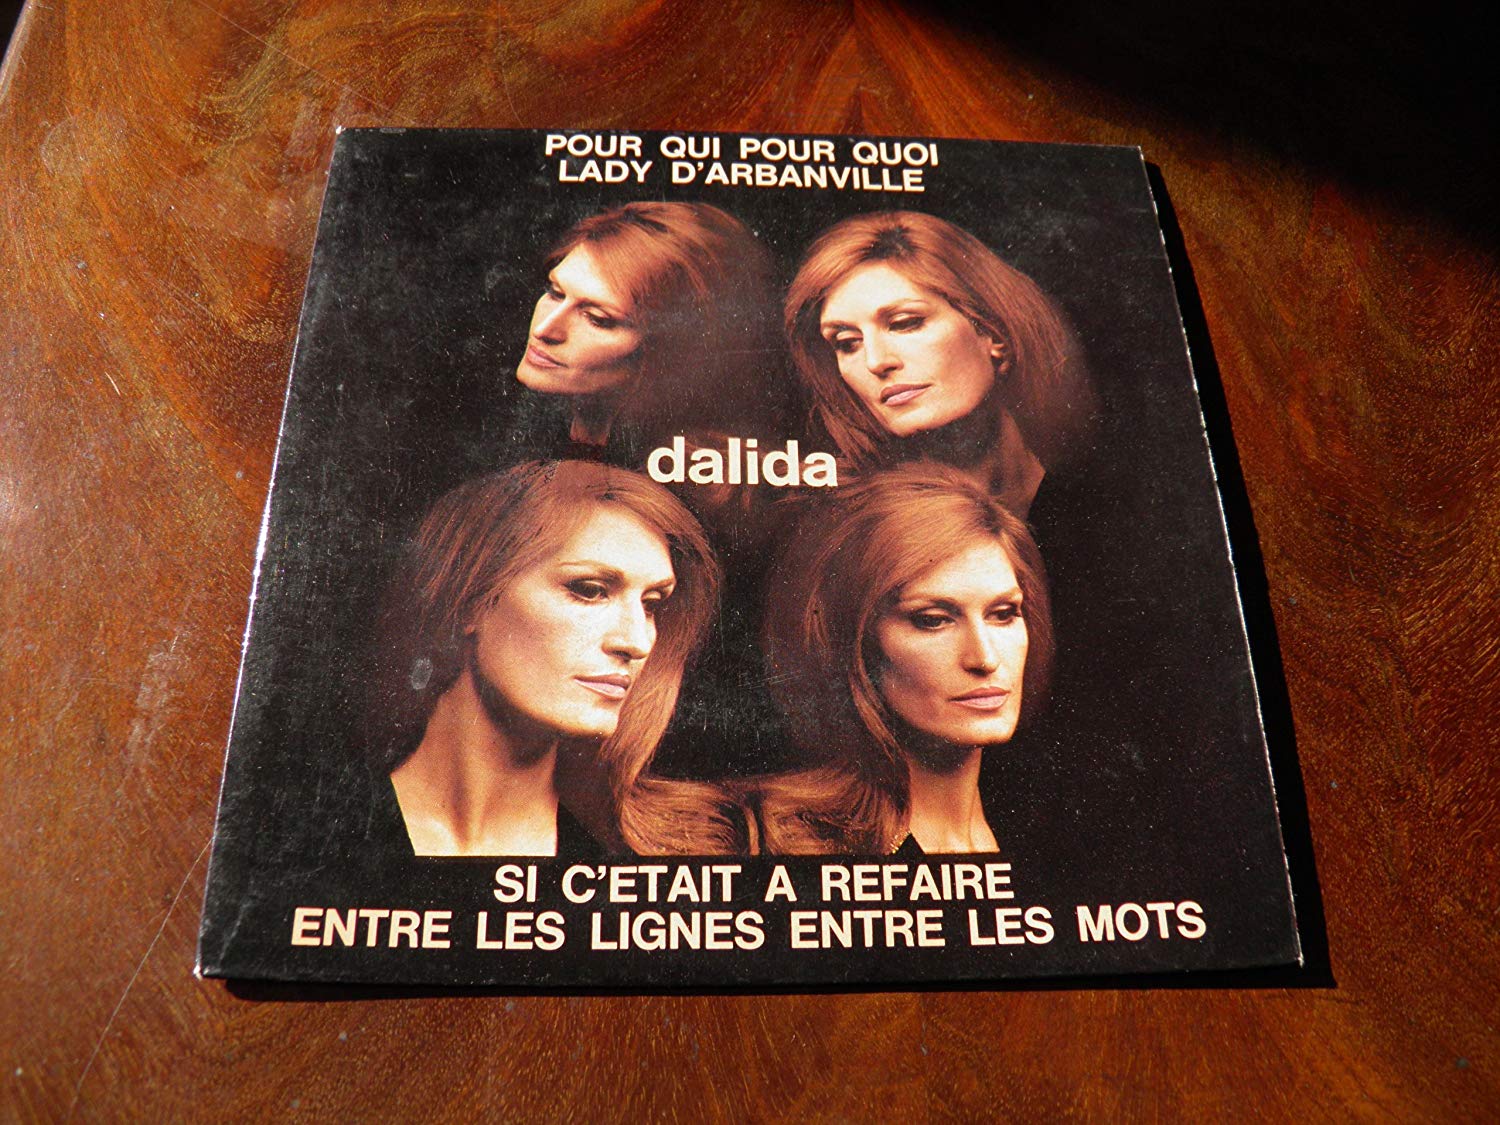 POUR QUI POUR QUOI
LADY D'ARBANVILLE
dalida
SI C'ETAIT A REFAIRE
ENTRE LES LIGNES ENTRE LES MOTS